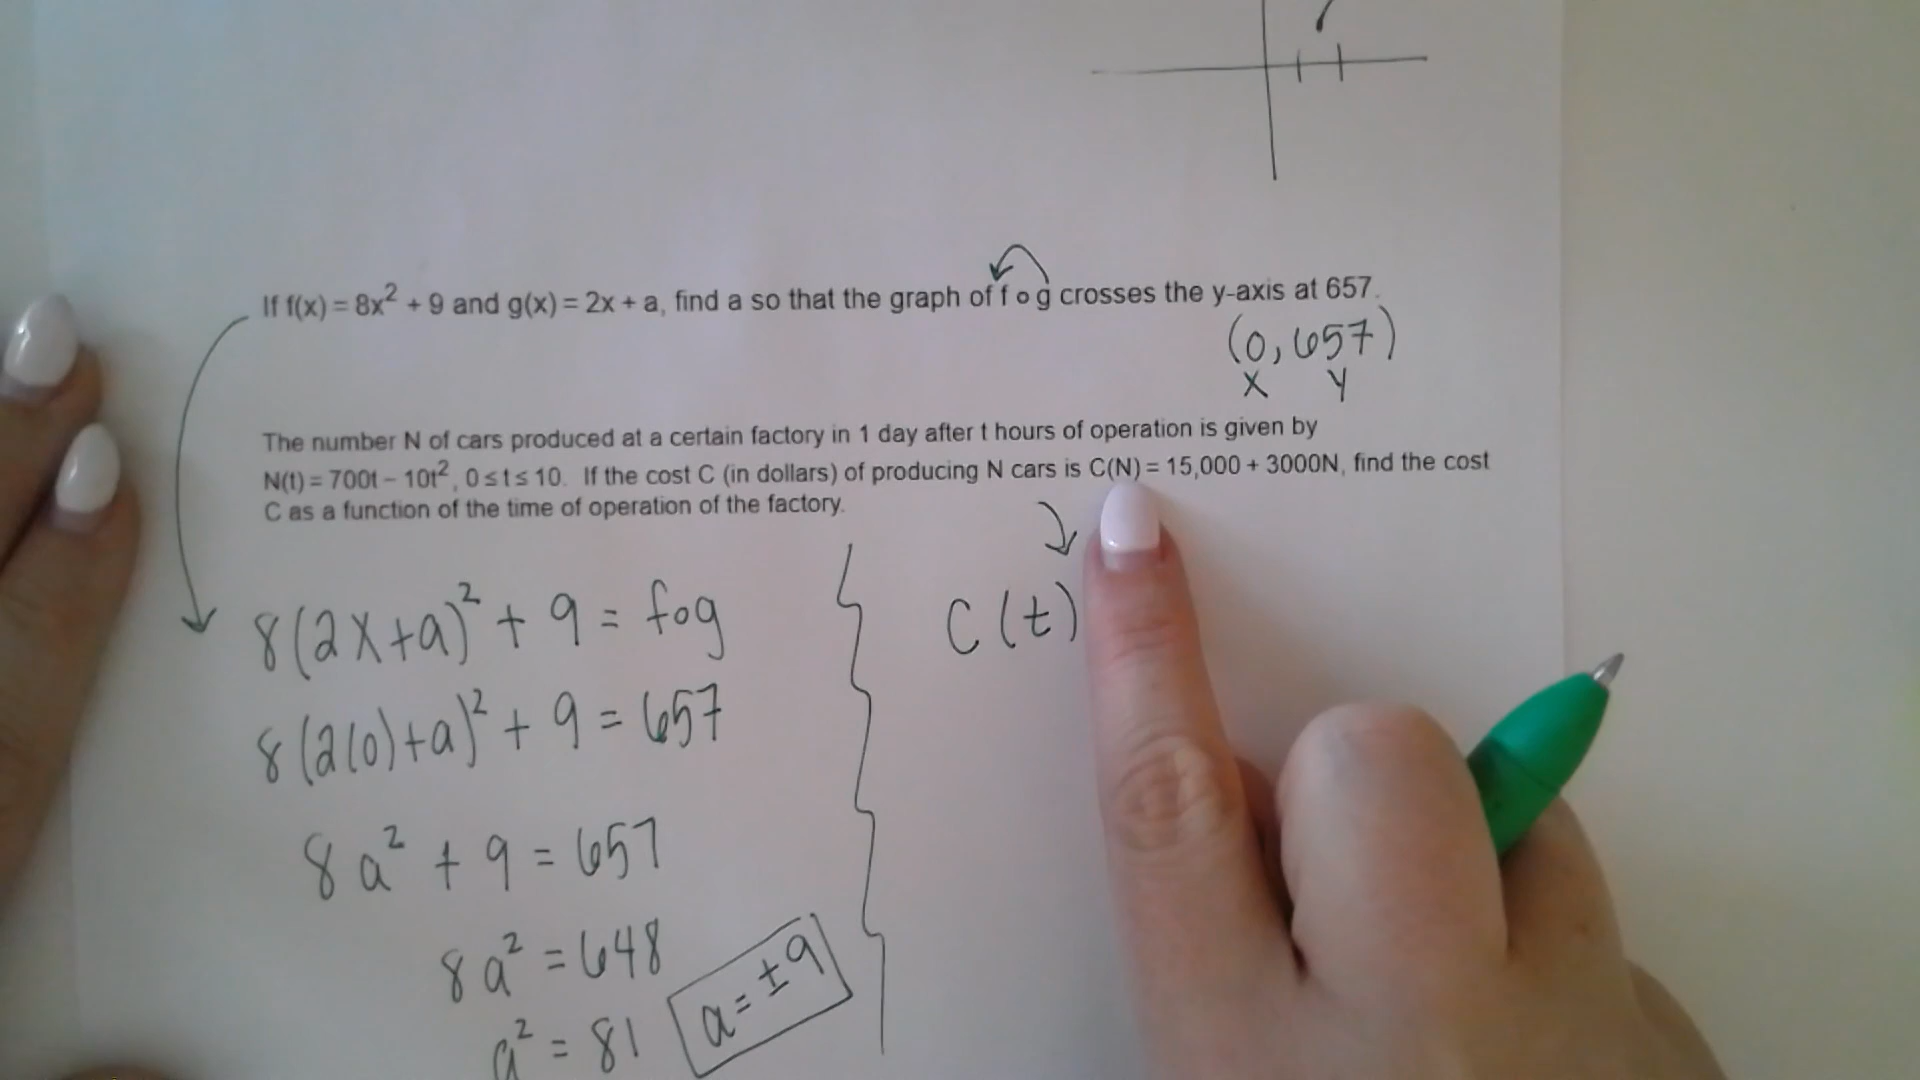 If f(x) = 8x² + 9 and g(x) = 2x + a, find a so that the graph of f o g crosses the y-axis at 657.
(0, 657)
x y
The number N of cars produced at a certain factory in 1 day after t hours of operation is given by
N(t) = 700t – 10t², 0 ≤ t ≤ 10. If the cost C (in dollars) of producing N cars is C(N) = 15,000 + 3000N, find the cost
C as a function of the time of operation of the factory.
8(2x+a)² + 9 = fog
8(2(0)+a)² + 9 = 657
8a² + 9 = 657
8a² = 648
a² = 81
a = ±9
C(t)